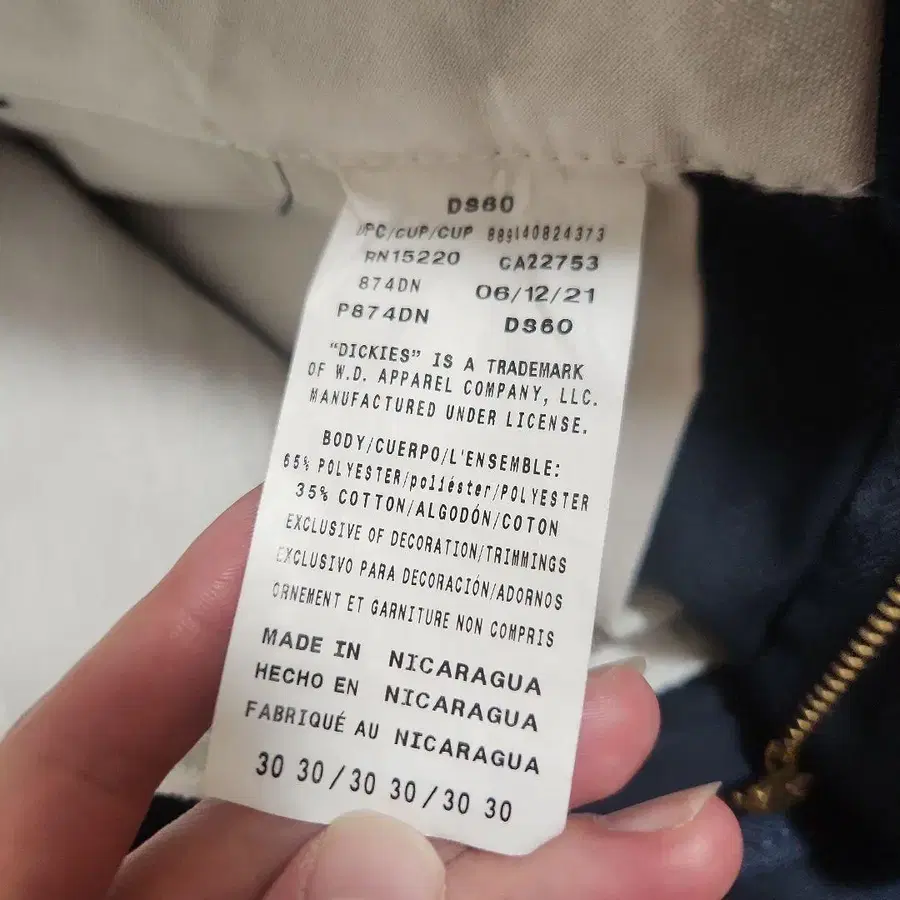 DS60
UPC/CUP/CUP 889140824373
RN15220 CA22753
874DN 06/12/21
P874DN DS60
“DICKIES” IS A TRADEMARK
OF W.D. APPAREL COMPANY, LLC.
MANUFACTURED UNDER LICENSE.
BODY/CUERPO/L'ENSEMBLE:
65% POLYESTER/poliéster/POLYESTER
35% COTTON/ALGODÓN/COTON
EXCLUSIVE OF DECORATION/TRIMMINGS
EXCLUSIVO PARA DECORACIÓN/ADORNOS
ORNEMENT ET GARNITURE NON COMPRIS
MADE IN NICARAGUA
HECHO EN NICARAGUA
FABRIQUÉ AU NICARAGUA
30 30/30 30/30 30